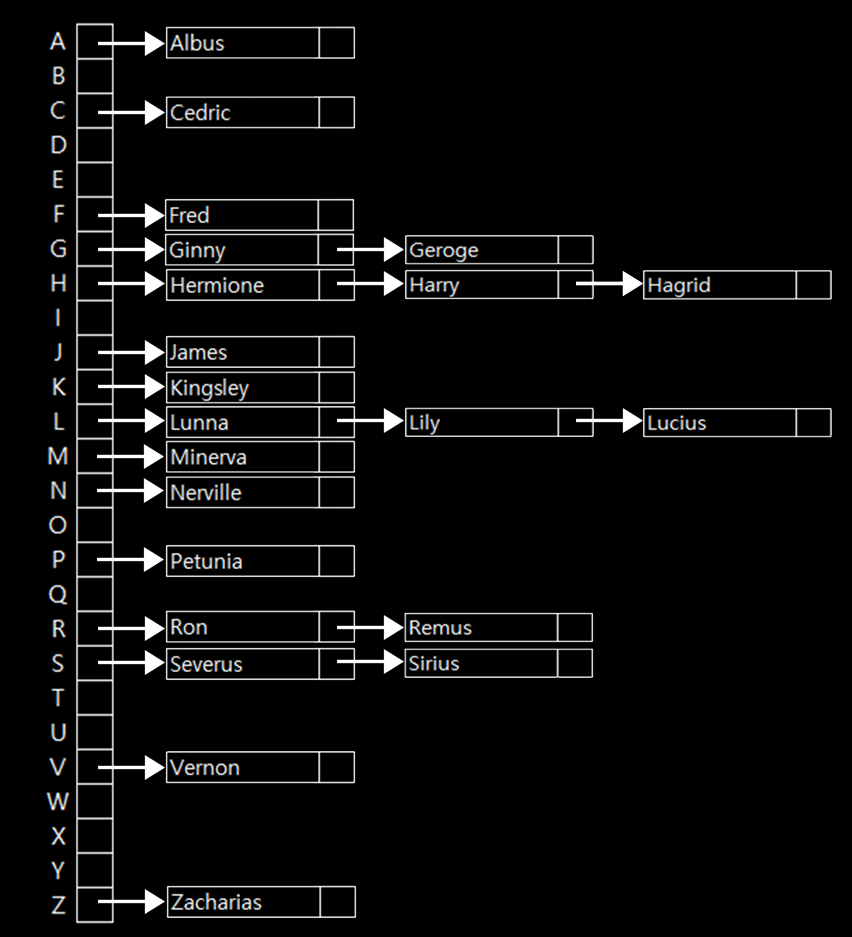 A Albus
B
C Cedric
D
E
F Fred
G Ginny Geroge
H Hermione Harry Hagrid
I
J James
K Kingsley
L Lunna Lily Lucius
M Minerva
N Nerville
O
P Petunia
Q
R Ron Remus
S Severus Sirius
T
U
V Vernon
W
X
Y
Z Zacharias